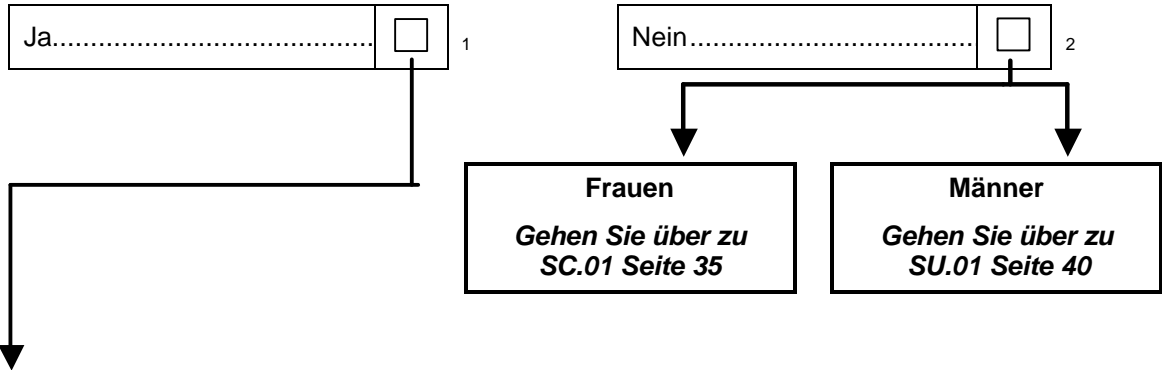 Ja.......................................... 1 Nein..................................... 2
Frauen
Gehen Sie über zu
SC.01 Seite 35
Männer
Gehen Sie über zu
SU.01 Seite 40